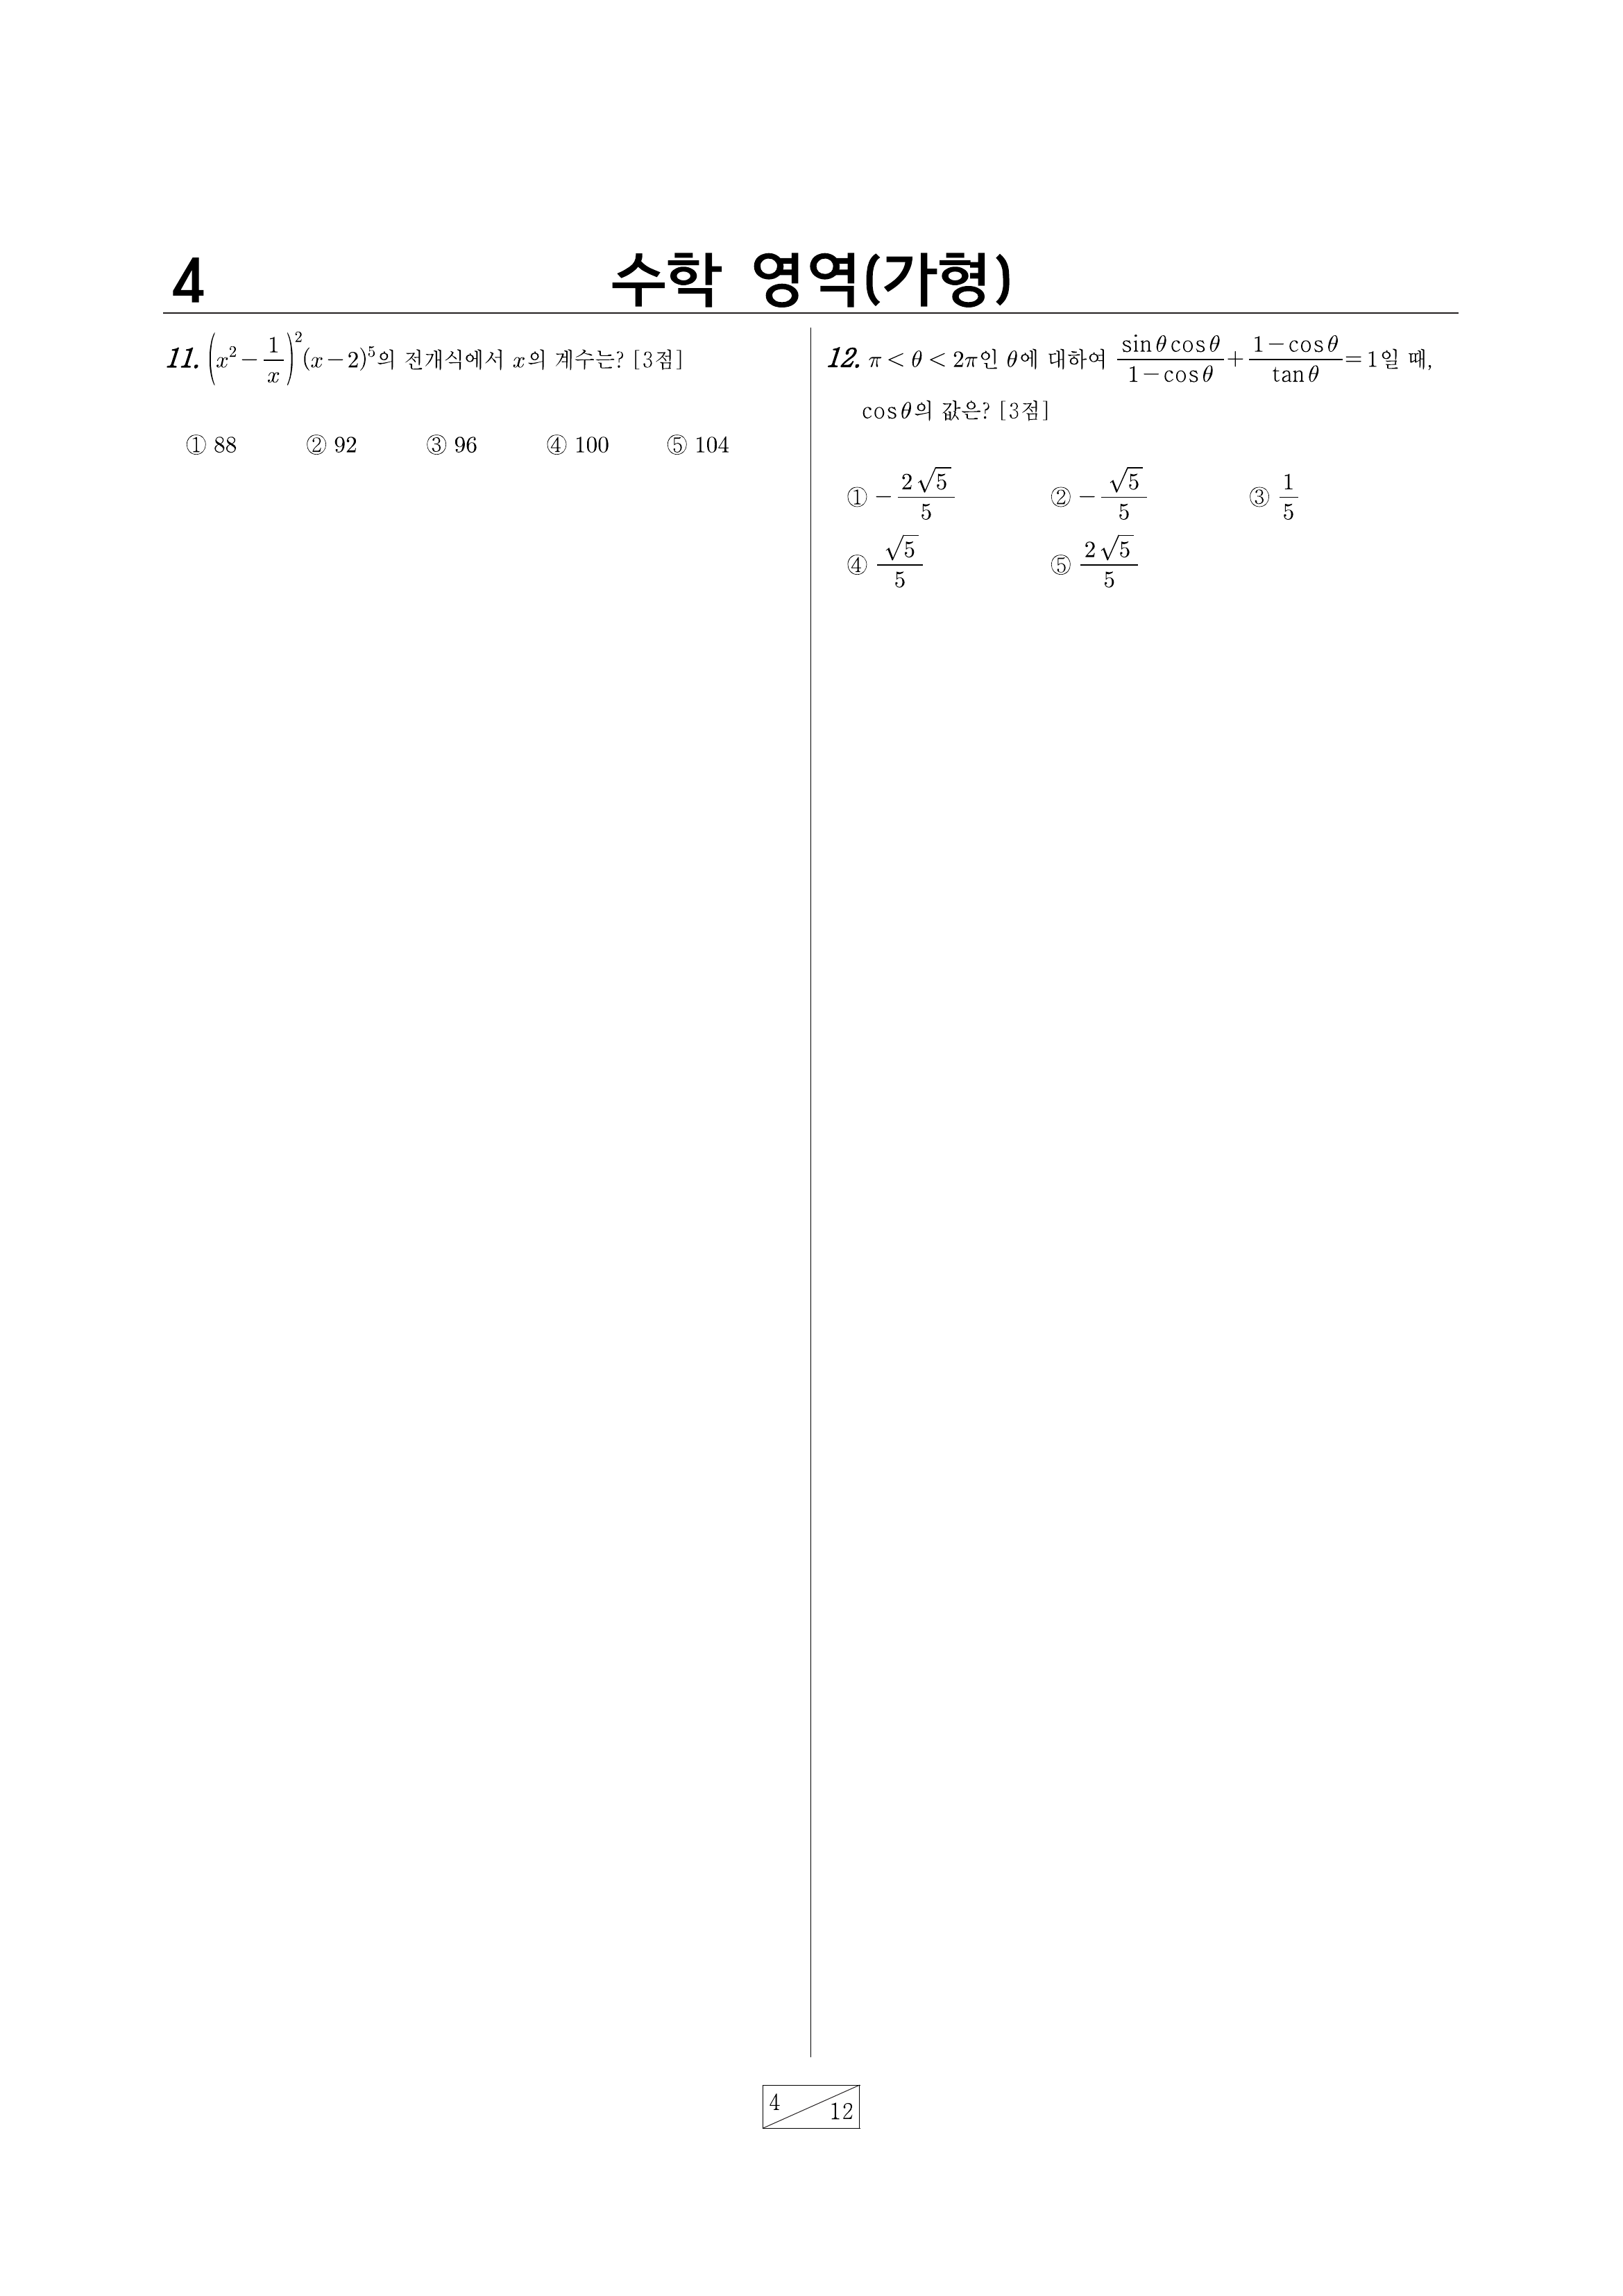 4
수학 영역(가형)
11. $\left(x^2-\frac{1}{x}\right)^2(x-2)^5$의 전개식에서 $x$의 계수는? [3점]
① 88 ② 92 ③ 96 ④ 100 ⑤ 104
12. $\pi<\theta<2\pi$인 $\theta$에 대하여 $\frac{\sin\theta\cos\theta}{1-\cos\theta}+\frac{1-\cos\theta}{\tan\theta}=1$일 때,
$\cos\theta$의 값은? [3점]
① $-\frac{2\sqrt{5}}{5}$ ② $-\frac{\sqrt{5}}{5}$ ③ $\frac{1}{5}$
④ $\frac{\sqrt{5}}{5}$ ⑤ $\frac{2\sqrt{5}}{5}$
4
12